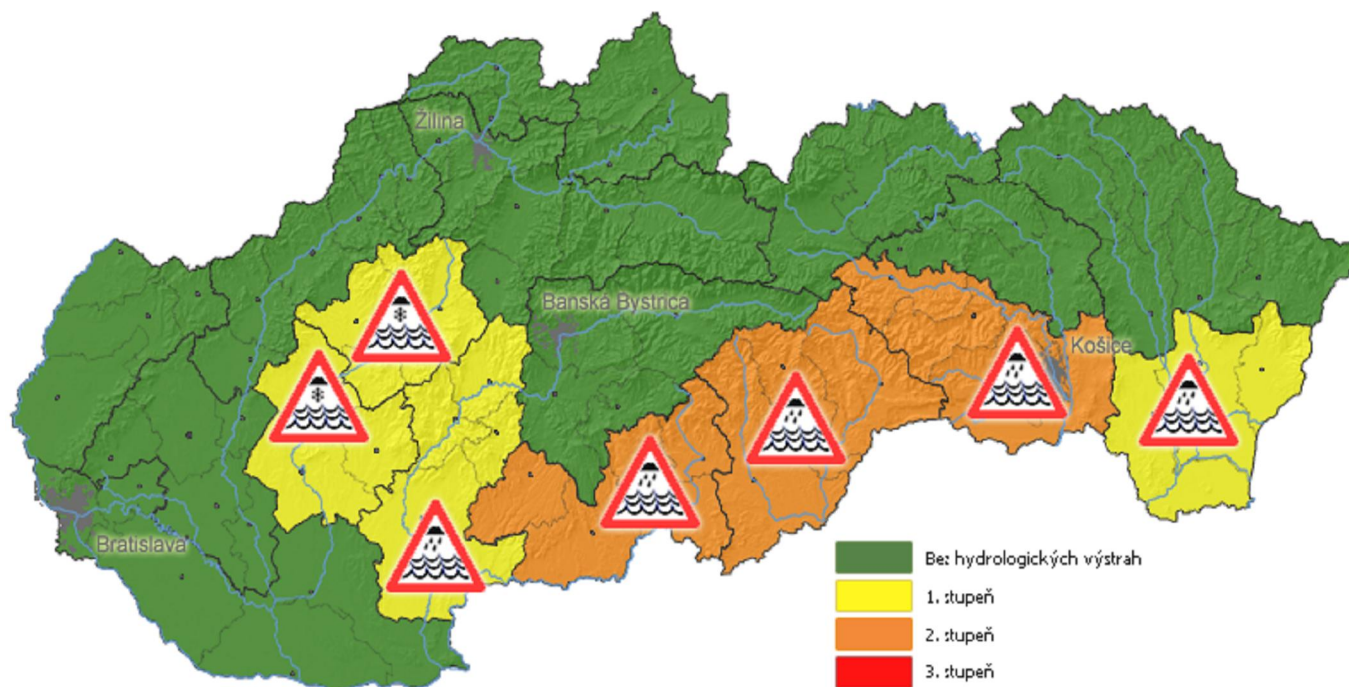 Žilina
Banská Bystrica
Košice
Bratislava
Bez hydrologických výstrah
1. stupeň
2. stupeň
3. stupeň